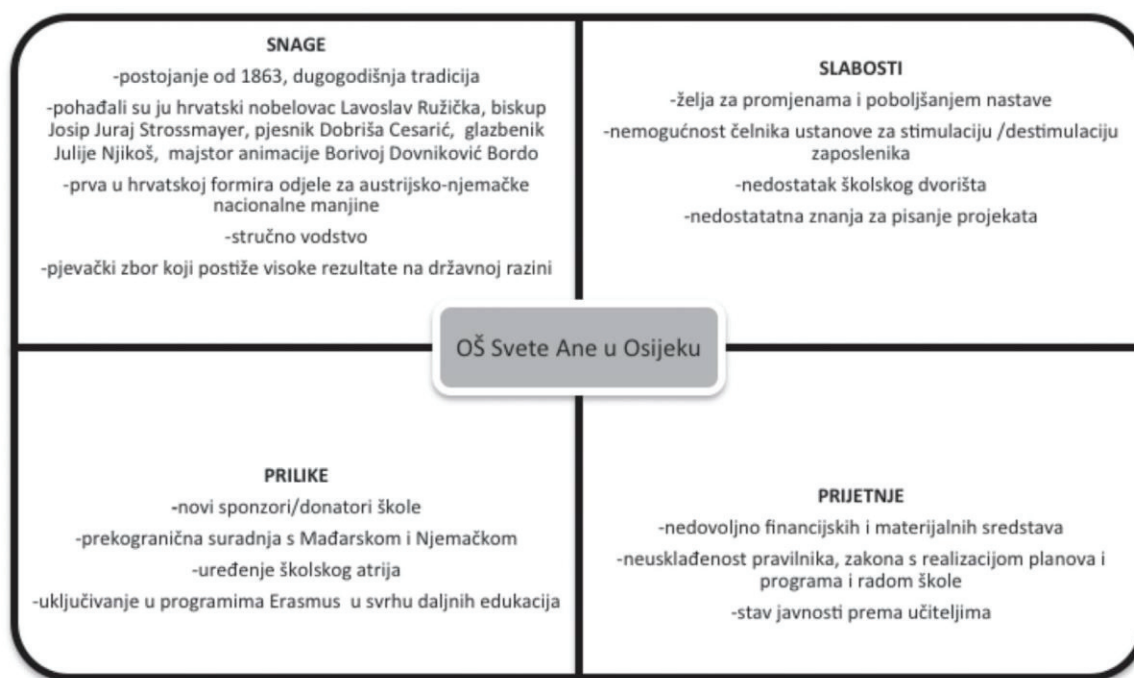 SNAGE
-postojanje od 1863, dugogodišnja tradicija
-pohađali su ju hrvatski nobelovac Lavoslav Ružička, biskup
Josip Juraj Strossmayer, pjesnik Dobriša Cesarić, glazbenik
Julije Njikoš, majstor animacije Borivoj Dovniković Bordo
-prva u hrvatskoj formira odjele za austrijsko-njemačke
nacionalne manjine
-stručno vodstvo
-pjevački zbor koji postiže visoke rezultate na državnoj razini
SLABOSTI
-želja za promjenama i poboljšanjem nastave
-nemogućnost čelnika ustanove za stimulaciju /destimulaciju
zaposlenika
-nedostatak školskog dvorišta
-nedostatatna znanja za pisanje projekata
OŠ Svete Ane u Osijeku
PRILIKE
-novi sponzori/donatori škole
-prekogranična suradnja s Mađarskom i Njemačkom
-uređenje školskog atrija
-uključivanje u programima Erasmus u svrhu daljnih edukacija
PRIJETNJE
-nedovoljno financijskih i materijalnih sredstava
-neusklađenost pravilnika, zakona s realizacijom planova i
programa i radom škole
-stav javnosti prema učiteljima